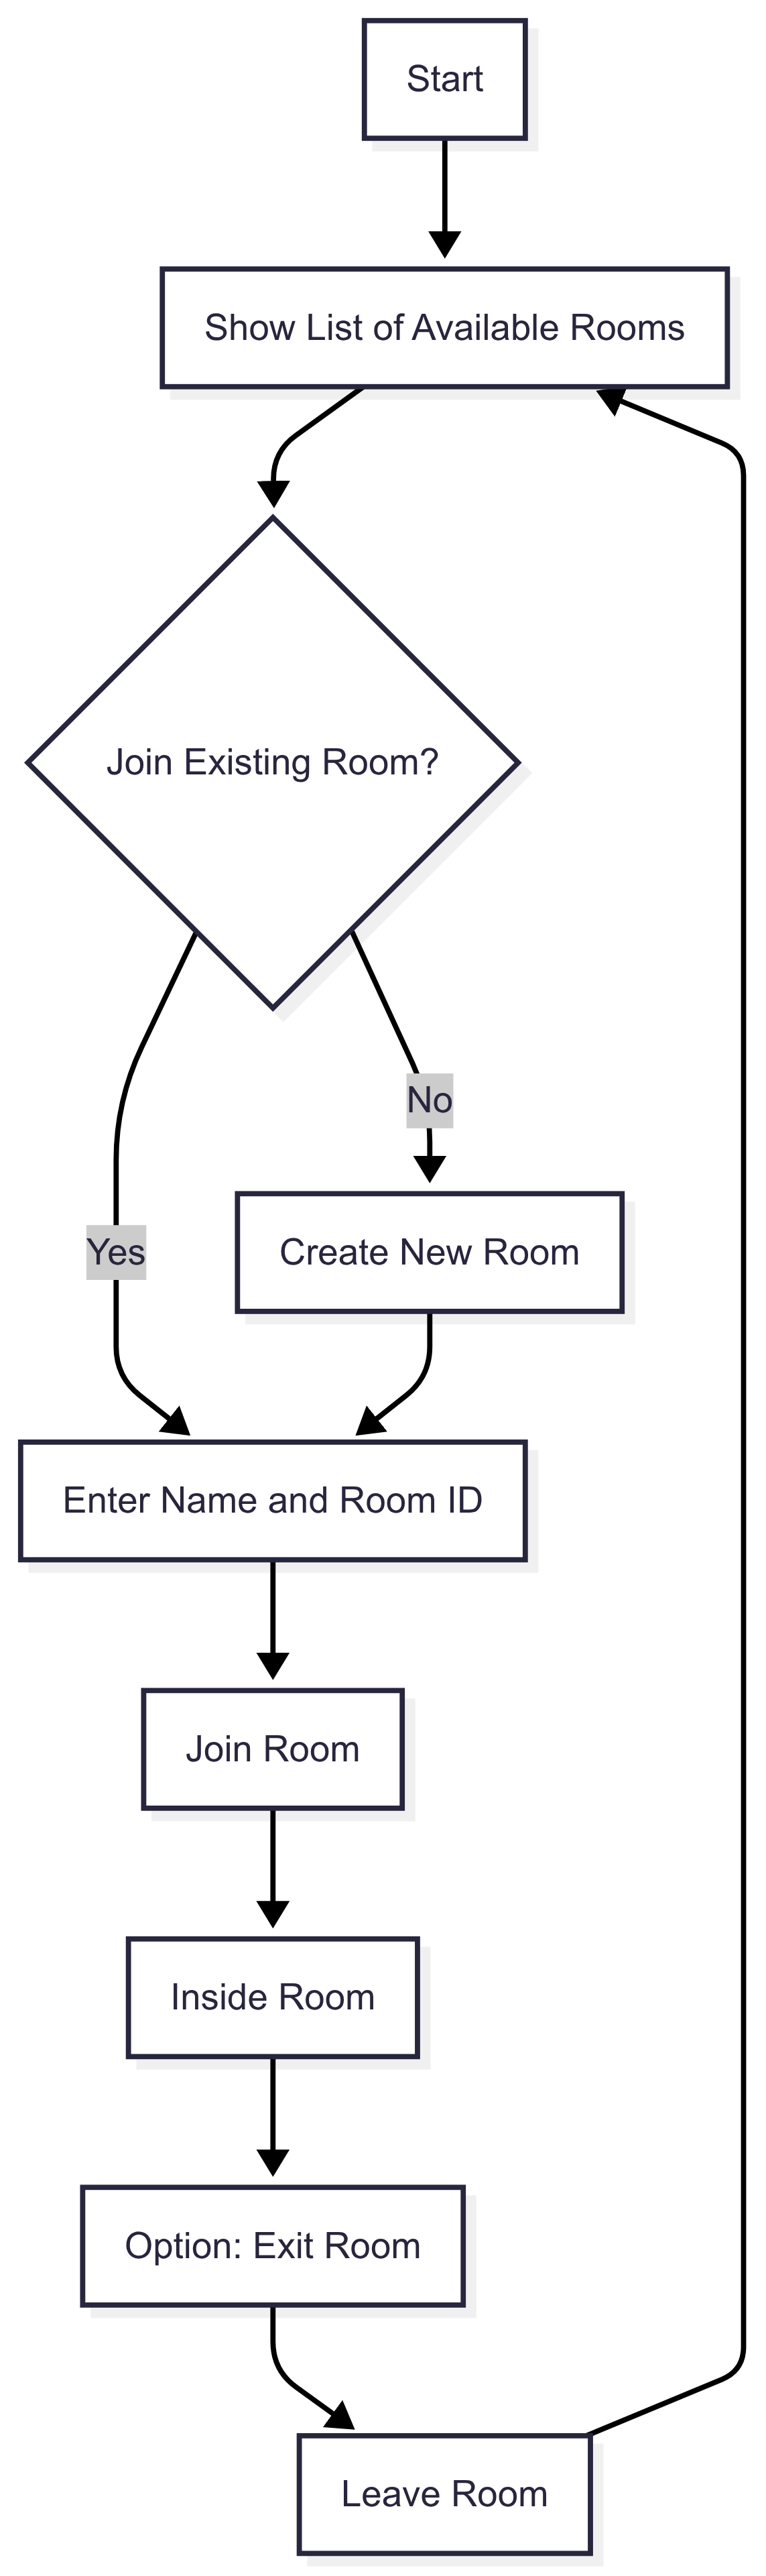 Start
Show List of Available Rooms
Join Existing Room?
No
Yes
Create New Room
Enter Name and Room ID
Join Room
Inside Room
Option: Exit Room
Leave Room